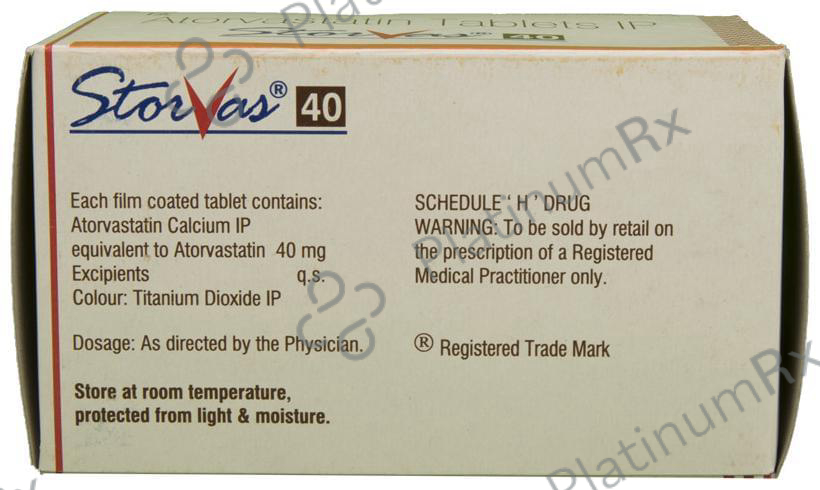 Atorvastatin Tablets IP
Storvas® 40
Storvas® 40
Each film coated tablet contains:
Atorvastatin Calcium IP
equivalent to Atorvastatin 40 mg
Excipients q.s.
Colour: Titanium Dioxide IP
Dosage: As directed by the Physician.
Store at room temperature,
protected from light & moisture.
SCHEDULE ' H ' DRUG
WARNING: To be sold by retail on
the prescription of a Registered
Medical Practitioner only.
® Registered Trade Mark
PlatinumRx
PlatinumRx
PlatinumRx